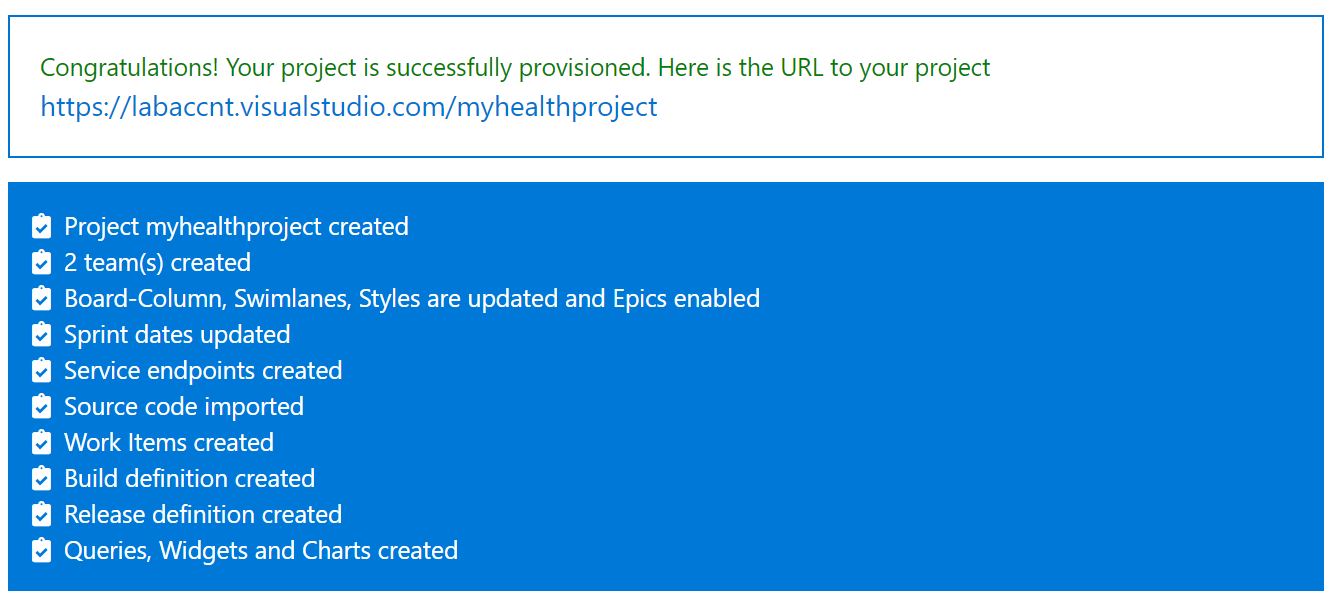 Congratulations! Your project is successfully provisioned. Here is the URL to your project
https://labaccnt.visualstudio.com/myhealthproject
Project myhealthproject created
2 team(s) created
Board-Column, Swimlanes, Styles are updated and Epics enabled
Sprint dates updated
Service endpoints created
Source code imported
Work Items created
Build definition created
Release definition created
Queries, Widgets and Charts created